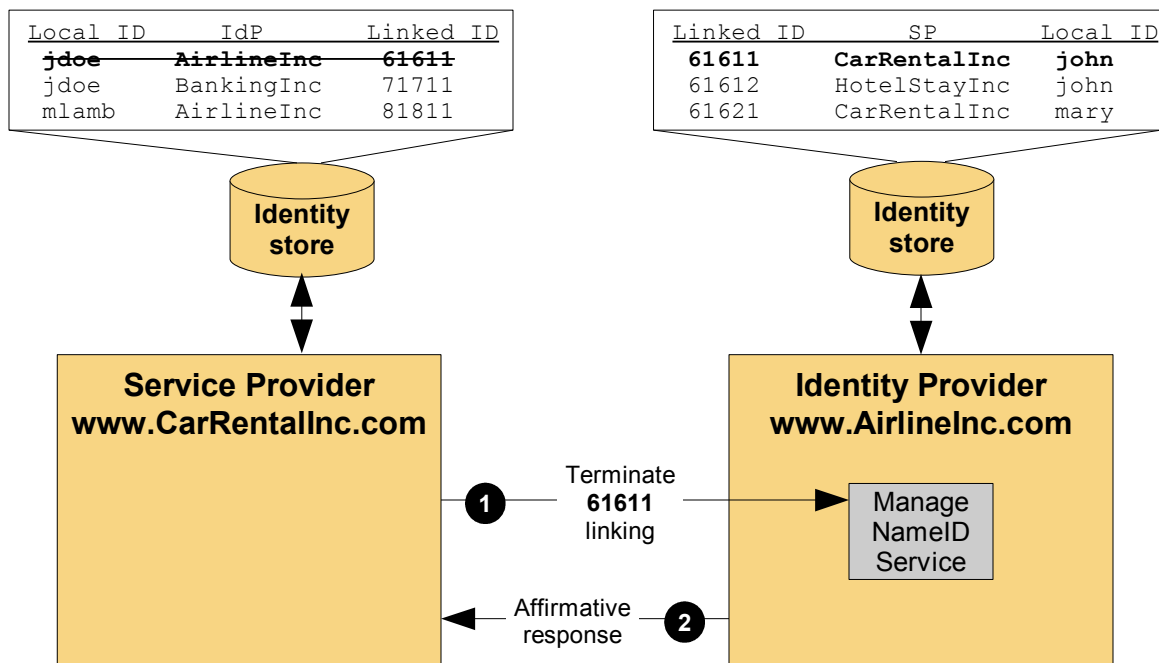 Local ID IdP Linked ID
jdoe AirlineInc 61611
jdoe BankingInc 71711
mlamb AirlineInc 81811
Linked ID SP Local ID
61611 CarRentalInc john
61612 HotelStayInc john
61621 CarRentalInc mary
Identity
store
Identity
store
Service Provider
www.CarRentalInc.com
Identity Provider
www.AirlineInc.com
1
Terminate
61611
linking
Manage
NameID
Service
Affirmative
response
2